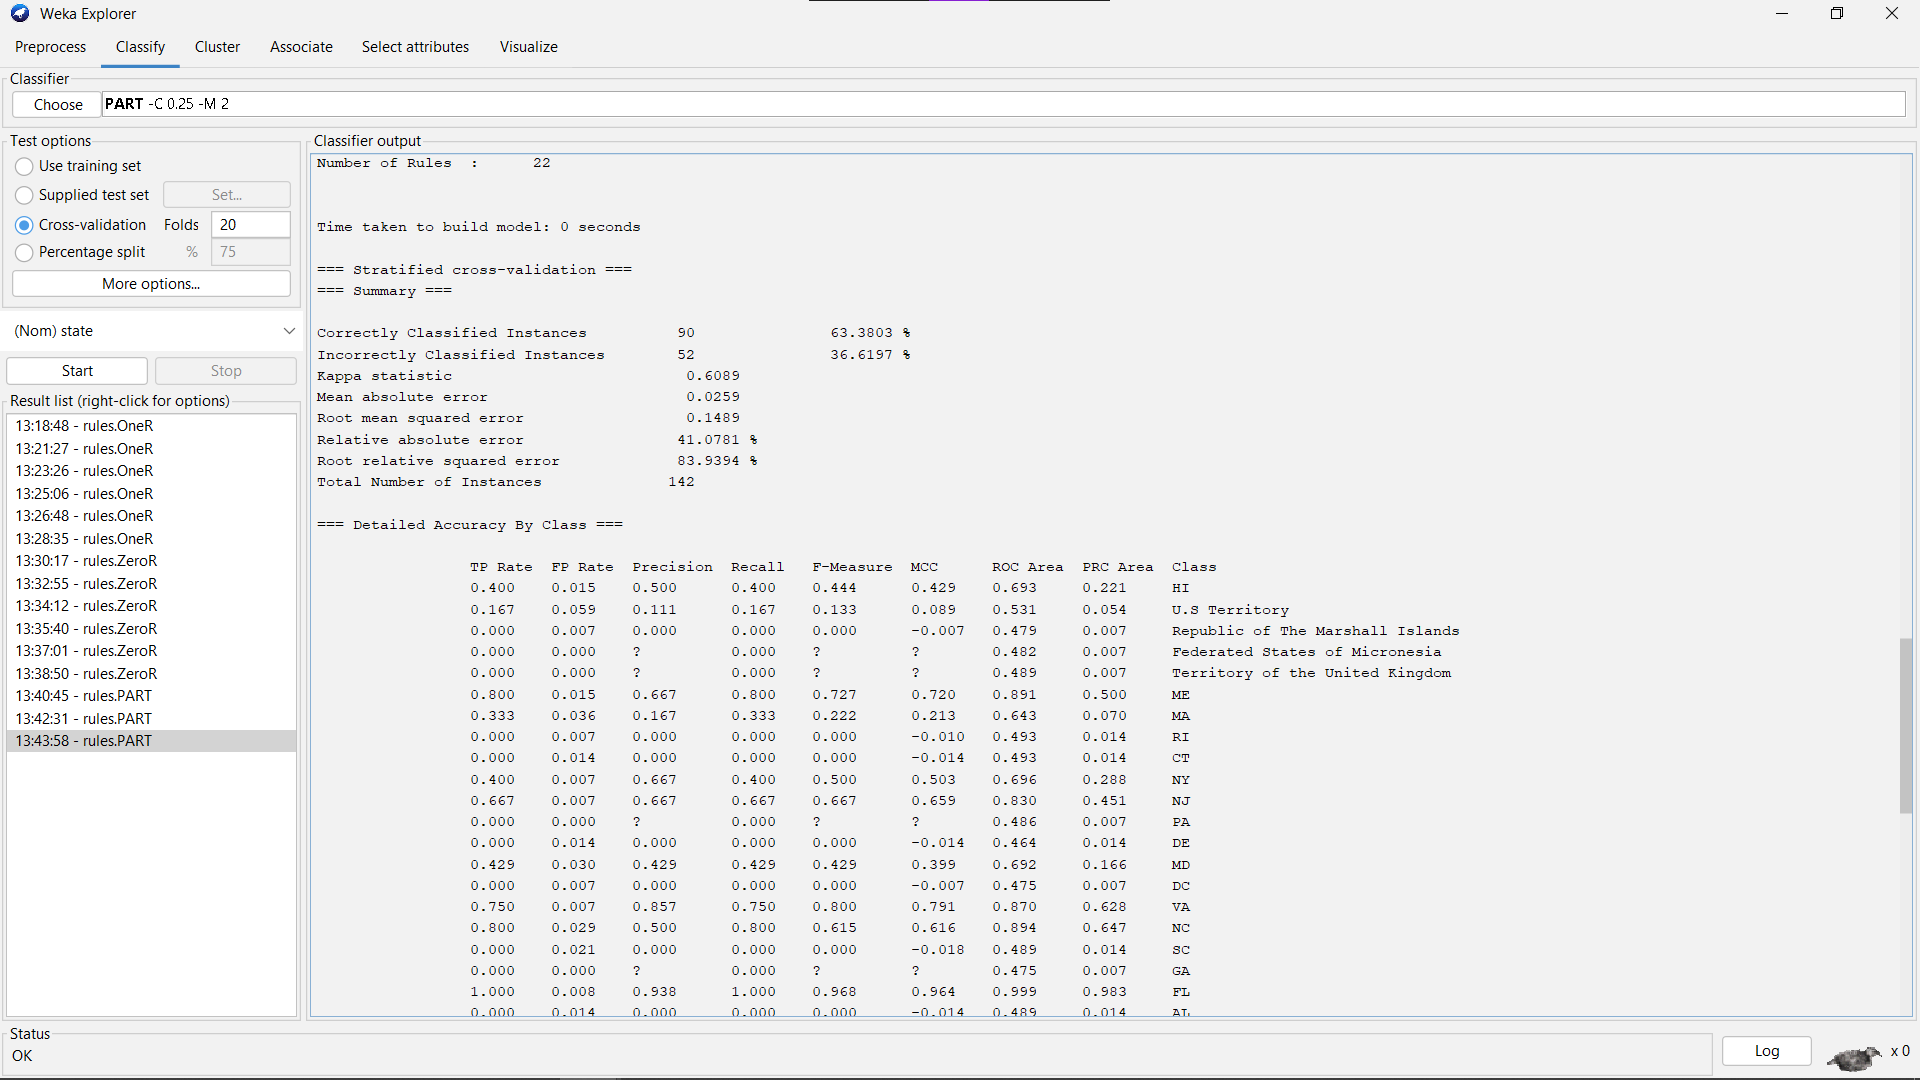 Weka Explorer
Preprocess Classify Cluster Associate Select attributes Visualize
Classifier
Choose PART -C 0.25 -M 2
Test options
Use training set
Supplied test set Set...
Cross-validation Folds 20
Percentage split % 75
More options...
(Nom) state
Start Stop
Result list (right-click for options)
13:18:48 - rules.OneR
13:21:27 - rules.OneR
13:23:26 - rules.OneR
13:25:06 - rules.OneR
13:26:48 - rules.OneR
13:28:35 - rules.OneR
13:30:17 - rules.ZeroR
13:32:55 - rules.ZeroR
13:34:12 - rules.ZeroR
13:35:40 - rules.ZeroR
13:37:01 - rules.ZeroR
13:38:50 - rules.ZeroR
13:40:45 - rules.PART
13:42:31 - rules.PART
13:43:58 - rules.PART
Classifier output
Number of Rules : 22
Time taken to build model: 0 seconds
=== Stratified cross-validation ===
=== Summary ===
Correctly Classified Instances 90 63.3803 %
Incorrectly Classified Instances 52 36.6197 %
Kappa statistic 0.6089
Mean absolute error 0.0259
Root mean squared error 0.1489
Relative absolute error 41.0781 %
Root relative squared error 83.9394 %
Total Number of Instances 142
=== Detailed Accuracy By Class ===
TP Rate FP Rate Precision Recall F-Measure MCC ROC Area PRC Area Class
0.400 0.015 0.500 0.400 0.444 0.429 0.693 0.221 HI
0.167 0.059 0.111 0.167 0.133 0.089 0.531 0.054 U.S Territory
0.000 0.007 0.000 0.000 0.000 -0.007 0.479 0.007 Republic of The Marshall Islands
0.000 0.000 ? 0.000 ? ? 0.482 0.007 Federated States of Micronesia
0.000 0.000 ? 0.000 ? ? 0.489 0.007 Territory of the United Kingdom
0.800 0.015 0.667 0.800 0.727 0.720 0.891 0.500 ME
0.333 0.036 0.167 0.333 0.222 0.213 0.643 0.070 MA
0.000 0.007 0.000 0.000 0.000 -0.010 0.493 0.014 RI
0.000 0.014 0.000 0.000 0.000 -0.014 0.493 0.014 CT
0.400 0.007 0.667 0.400 0.500 0.503 0.696 0.288 NY
0.667 0.007 0.667 0.667 0.667 0.659 0.830 0.451 NJ
0.000 0.000 ? 0.000 ? ? 0.486 0.007 PA
0.000 0.014 0.000 0.000 0.000 -0.014 0.464 0.014 DE
0.429 0.030 0.429 0.429 0.429 0.399 0.692 0.166 MD
0.000 0.007 0.000 0.000 0.000 -0.007 0.475 0.007 DC
0.750 0.007 0.857 0.750 0.800 0.791 0.870 0.628 VA
0.800 0.029 0.500 0.800 0.615 0.616 0.894 0.647 NC
0.000 0.021 0.000 0.000 0.000 -0.018 0.489 0.014 SC
0.000 0.000 ? 0.000 ? ? 0.475 0.007 GA
1.000 0.008 0.938 1.000 0.968 0.964 0.999 0.983 FL
0.000 0.014 0.000 0.000 0.000 -0.014 0.489 0.014 AL
Status
OK
Log
x 0